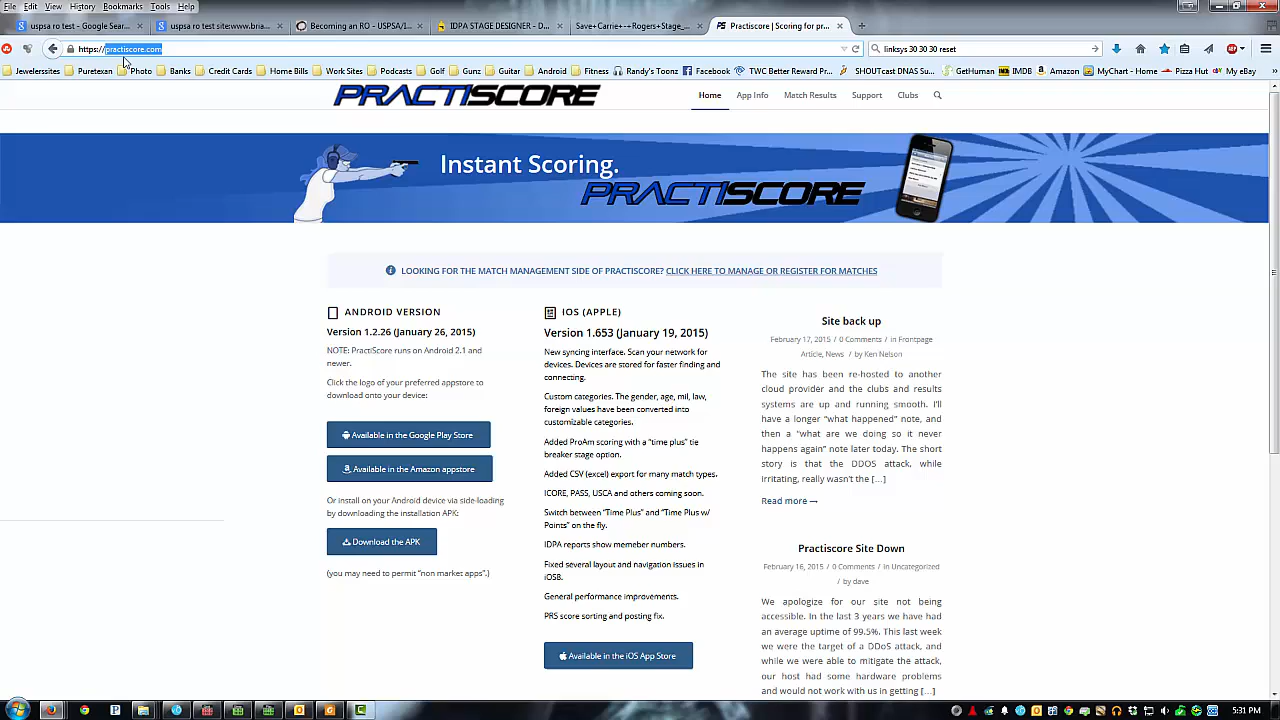 File Edit View History Bookmarks Tools Help
uspsa ro test - Google Sear... × uspsa ro test site:www.bria... × Becoming an RO - USPSA/I... × IDPA STAGE DESIGNER - D... × Save+Carrie+-+Rogers+Stage_... × Practiscore | Scoring for pr... ×
https://practiscore.com linksys 30 30 30 reset
Jewelerssites Puretexan Photo Banks Credit Cards Home Bills Work Sites Podcasts Golf Guns Guitar Android Fitness Randy's Toons Facebook TWC Better Reward Pr... SHOUTcast DNAS Su... GetHuman IMDB Amazon MyChart - Home Pizza Hut My eBay
PRACTISCORE Home App Info Match Results Support Clubs
Instant Scoring.
PRACTISCORE
LOOKING FOR THE MATCH MANAGEMENT SIDE OF PRACTISCORE? CLICK HERE TO MANAGE OR REGISTER FOR MATCHES
ANDROID VERSION
Version 1.2.26 (January 26, 2015)
NOTE: PractiScore runs on Android 2.1 and
newer.
Click the logo of your preferred appstore to
download onto your device:
Available in the Google Play Store
Available in the Amazon appstore
Or install on your Android device via side-loading
by downloading the installation APK:
Download the APK
(you may need to permit "non market apps".)
IOS (APPLE)
Version 1.653 (January 19, 2015)
New syncing interface. Scan your network for
devices. Devices are stored for faster finding and
connecting.
Custom categories. The gender, age, mil, law,
foreign values have been converted into
customizable categories.
Added ProAm scoring with a "time plus" tie
breaker stage option.
Added CSV (excel) export for many match types.
ICORE, PASS, USCA and others coming soon.
Switch between "Time Plus" and "Time Plus w/
Points" on the fly.
IDPA reports show memeber numbers.
Fixed several layout and navigation issues in
iOS8.
General performance improvements.
PRS score sorting and posting fix.
Available in the iOS App Store
Site back up
February 17, 2015 / 0 Comments / in Frontpage
Article, News / by Ken Nelson
The site has been re-hosted to another
cloud provider and the clubs and results
systems are up and running smooth. I'll
have a longer "what happened" note, and
then a "what are we doing so it never
happens again" note later today. The short
story is that the DDOS attack, while
irritating, really wasn't the [...]
Read more →
Practiscore Site Down
February 16, 2015 / 0 Comments / in Uncategorized
/ by dave
We apologize for our site not being
accessible. In the last 3 years we have had
an average uptime of 99.5%. This last week
we were the target of a DDoS attack, and
while we were able to mitigate the attack,
our host had some hardware problems
and would not work with us in getting [...]
5:31 PM